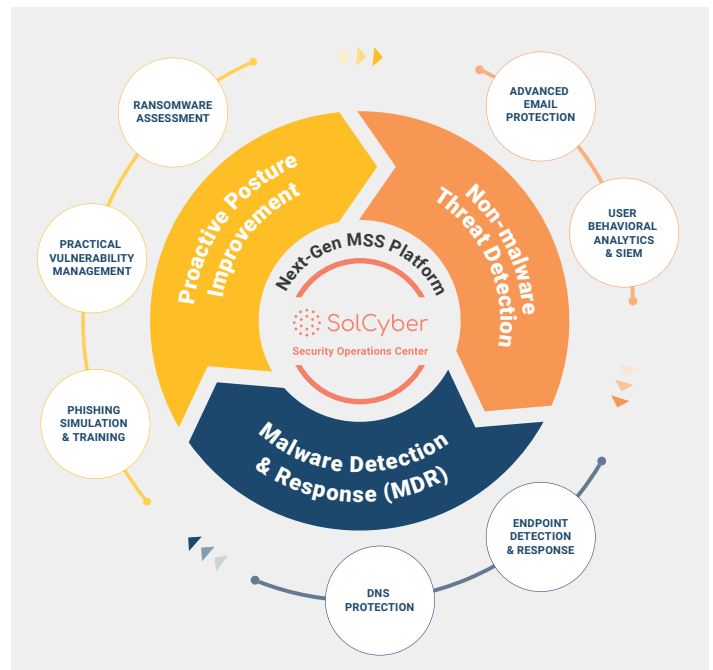 RANSOMWARE
ASSESSMENT
PRACTICAL
VULNERABILITY
MANAGEMENT
PHISHING
SIMULATION
& TRAINING
Proactive Posture
Improvement
ADVANCED
EMAIL
PROTECTION
USER
BEHAVIORAL
ANALYTICS
& SIEM
Non-malware
Threat Detection
Next-Gen MSS Platform
SolCyber
Security Operations Center
Malware Detection
& Response (MDR)
ENDPOINT
DETECTION
& RESPONSE
DNS
PROTECTION